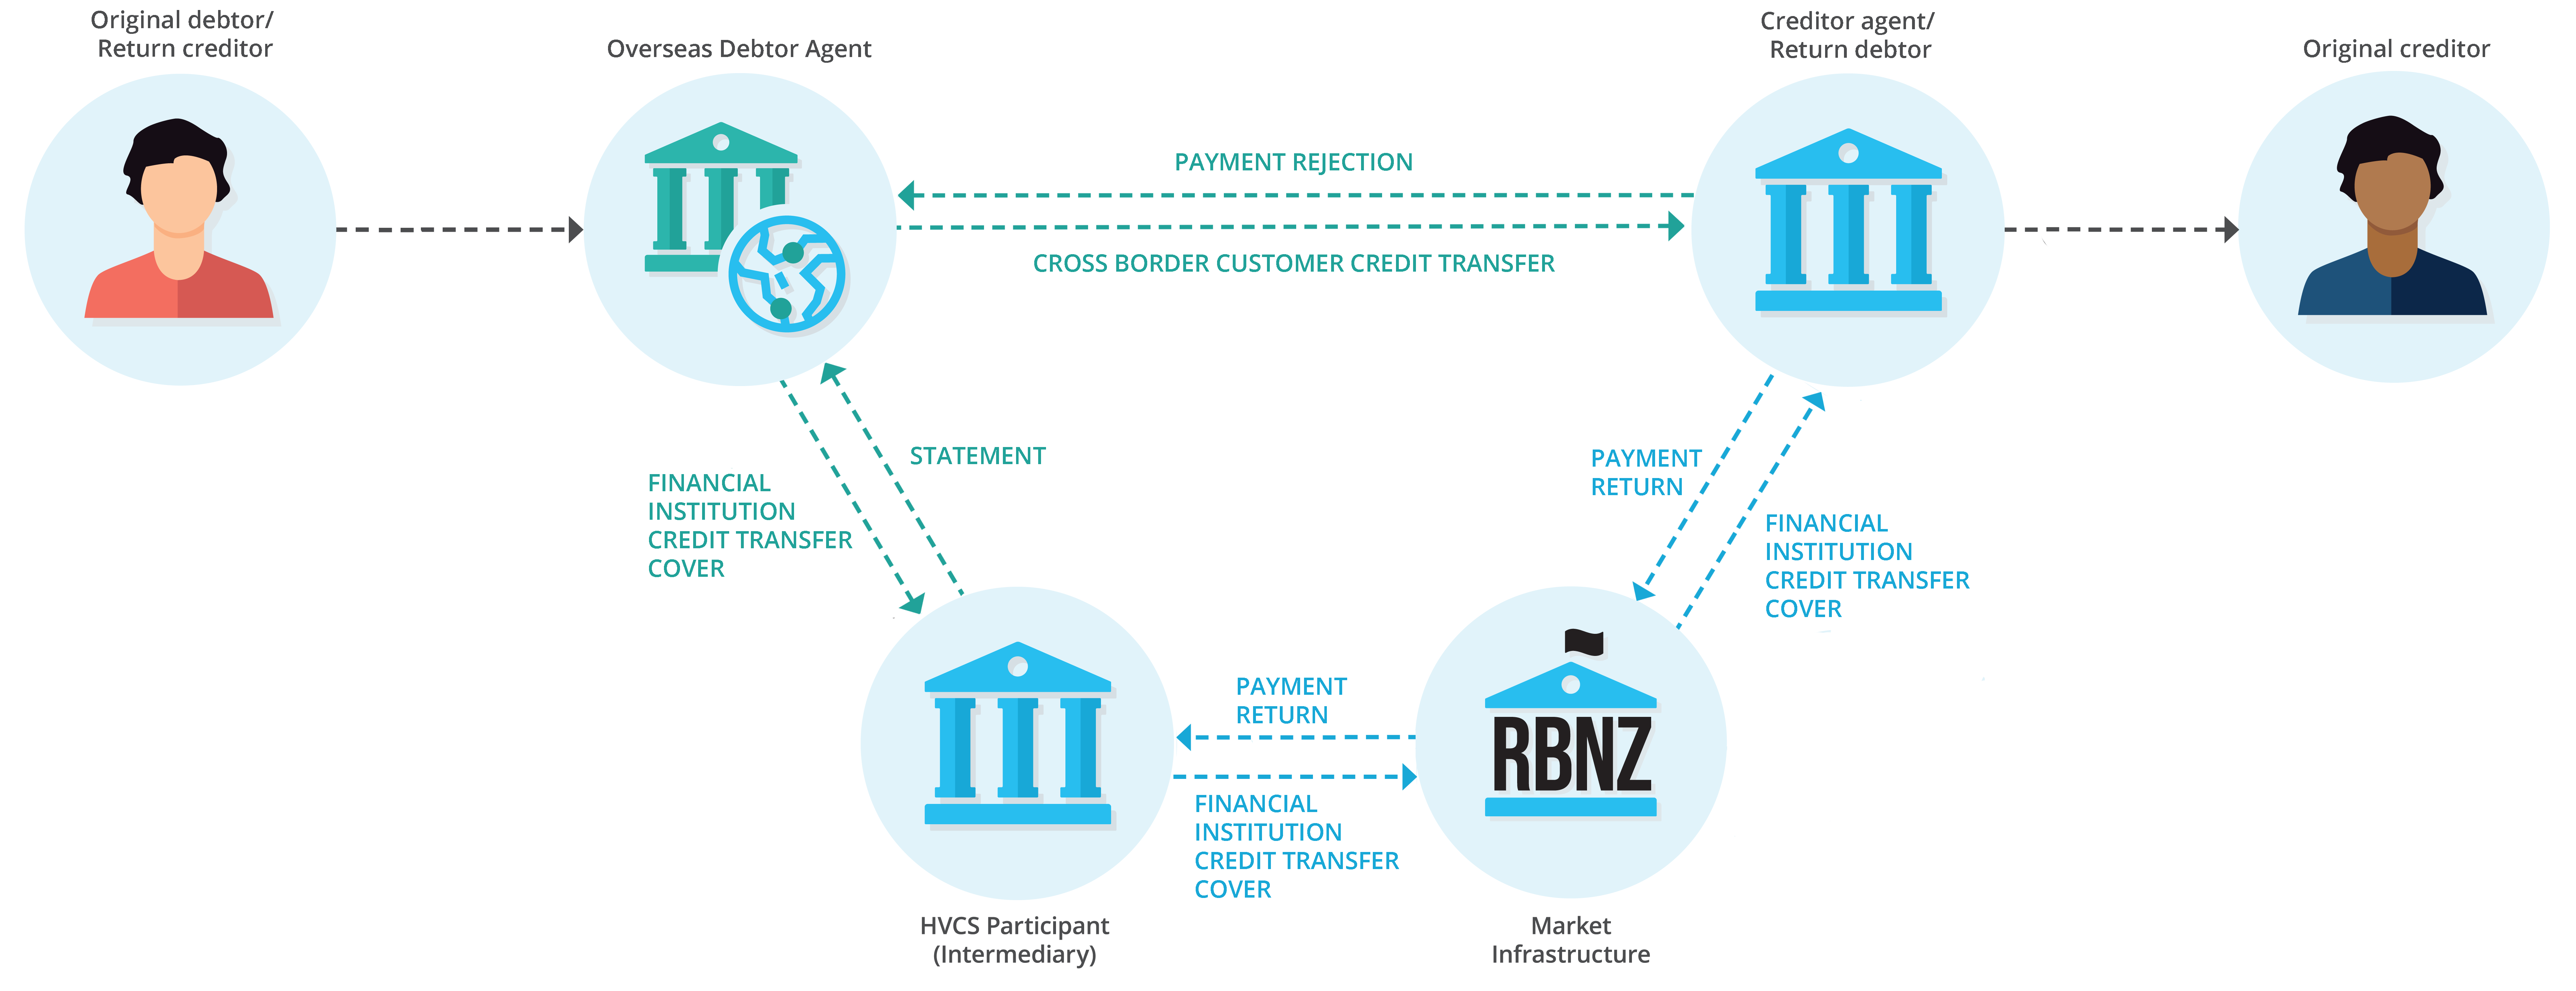 Original debtor/
Return creditor
Overseas Debtor Agent
Creditor agent/
Return debtor
Original creditor
PAYMENT REJECTION
CROSS BORDER CUSTOMER CREDIT TRANSFER
STATEMENT
FINANCIAL
INSTITUTION
CREDIT TRANSFER
COVER
PAYMENT
RETURN
FINANCIAL
INSTITUTION
CREDIT TRANSFER
COVER
PAYMENT
RETURN
FINANCIAL
INSTITUTION
CREDIT TRANSFER
COVER
RBNZ
HVCS Participant
(Intermediary)
Market
Infrastructure